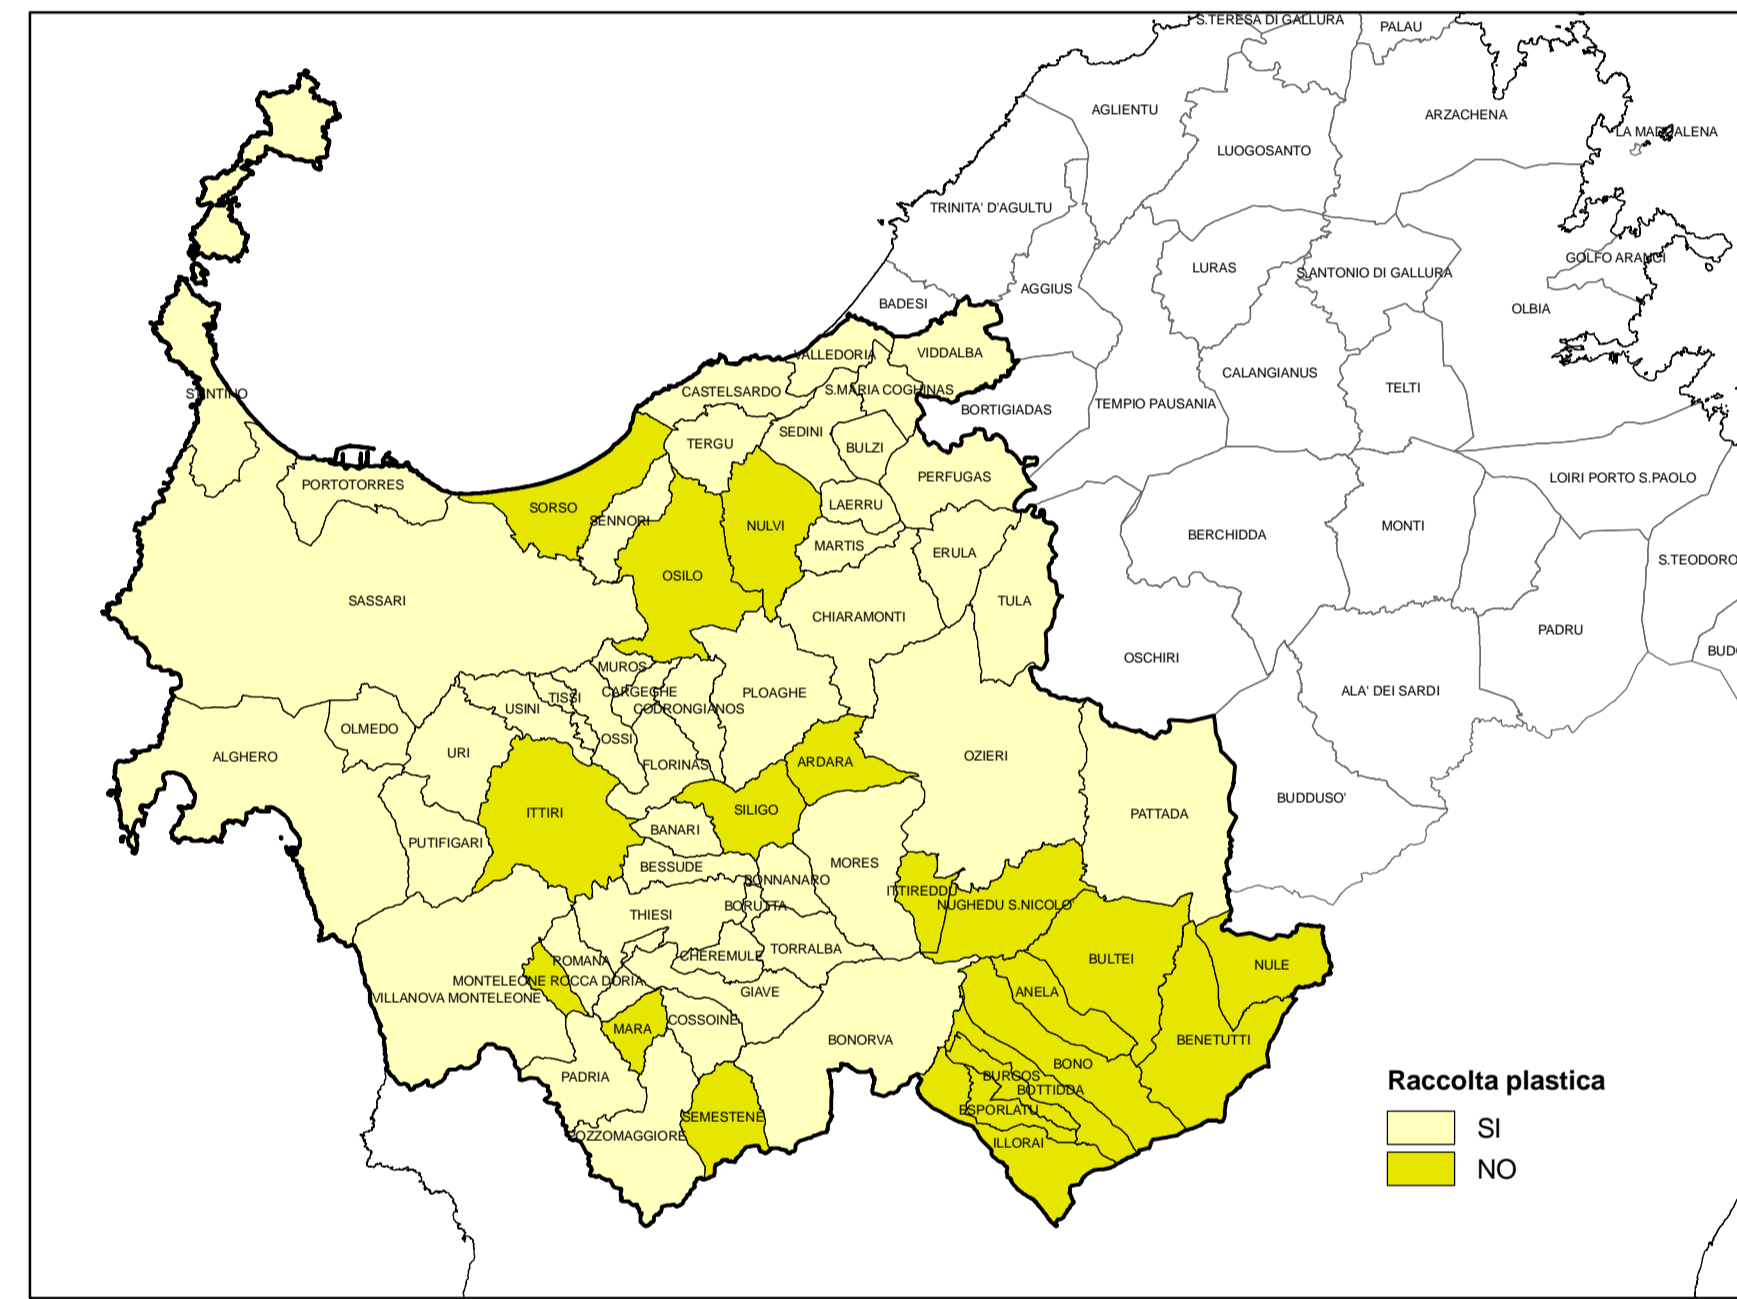 S.TERESA DI GALLURA
PALAU
AGLIENTU
ARZACHENA
LA MADDALENA
LUOGOSANTO
TRINITA' D'AGULTU
GOLFO ARANCI
LURAS
S.ANTONIO DI GALLURA
AGGIUS
BADESI
OLBIA
VALLEDORIA
VIDDALBA
CALANGIANUS
TELTI
STINTINO
CASTELSARDO
S.MARIA COGHINAS
BORTIGIADAS
TEMPIO PAUSANIA
TERGU
SEDINI
BULZI
PERFUGAS
LOIRI PORTO S.PAOLO
PORTOTORRES
SORSO
SENNORI
NULVI
LAERRU
BERCHIDDA
MONTI
MARTIS
ERULA
S.TEODORO
OSILO
SASSARI
TULA
CHIARAMONTI
PADRU
BUDO
OSCHIRI
MUROS
ALA' DEI SARDI
CARGEGHE
PLOAGHE
TISSI
USINI
CODRONGIANOS
OLMEDO
OSSI
URI
ALGHERO
FLORINAS
ARDARA
OZIERI
BUDDUSO'
ITTIRI
SILIGO
PATTADA
BANARI
PUTIFIGARI
MORES
BESSUDE
BONNANARO
ITTIREDDU
BORUTTA
NUGHEDU S.NICOLO'
THIESI
TORRALBA
CHEREMULE
ROMANA
BULTEI
NULE
MONTELEONE ROCCA DORIA
VILLANOVA MONTELEONE
GIAVE
ANELA
COSSOINE
MARA
BONORVA
BENETUTTI
BONO
PADRIA
BURGOS
BOTTIDDA
ESPORLATU
SEMESTENE
POZZOMAGGIORE
ILLORAI
Raccolta plastica
SI
NO